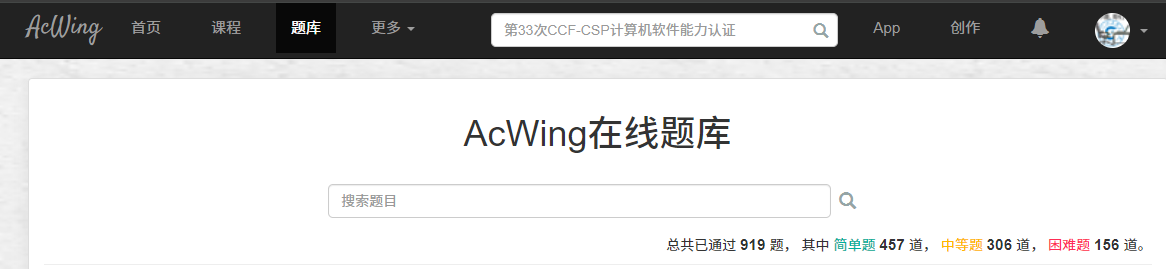 AcWing 首页 课程 题库 更多 第33次CCF-CSP计算机软件能力认证 App 创作
AcWing在线题库
搜索题目
总共已通过 919 题， 其中 简单题 457 道， 中等题 306 道， 困难题 156 道。